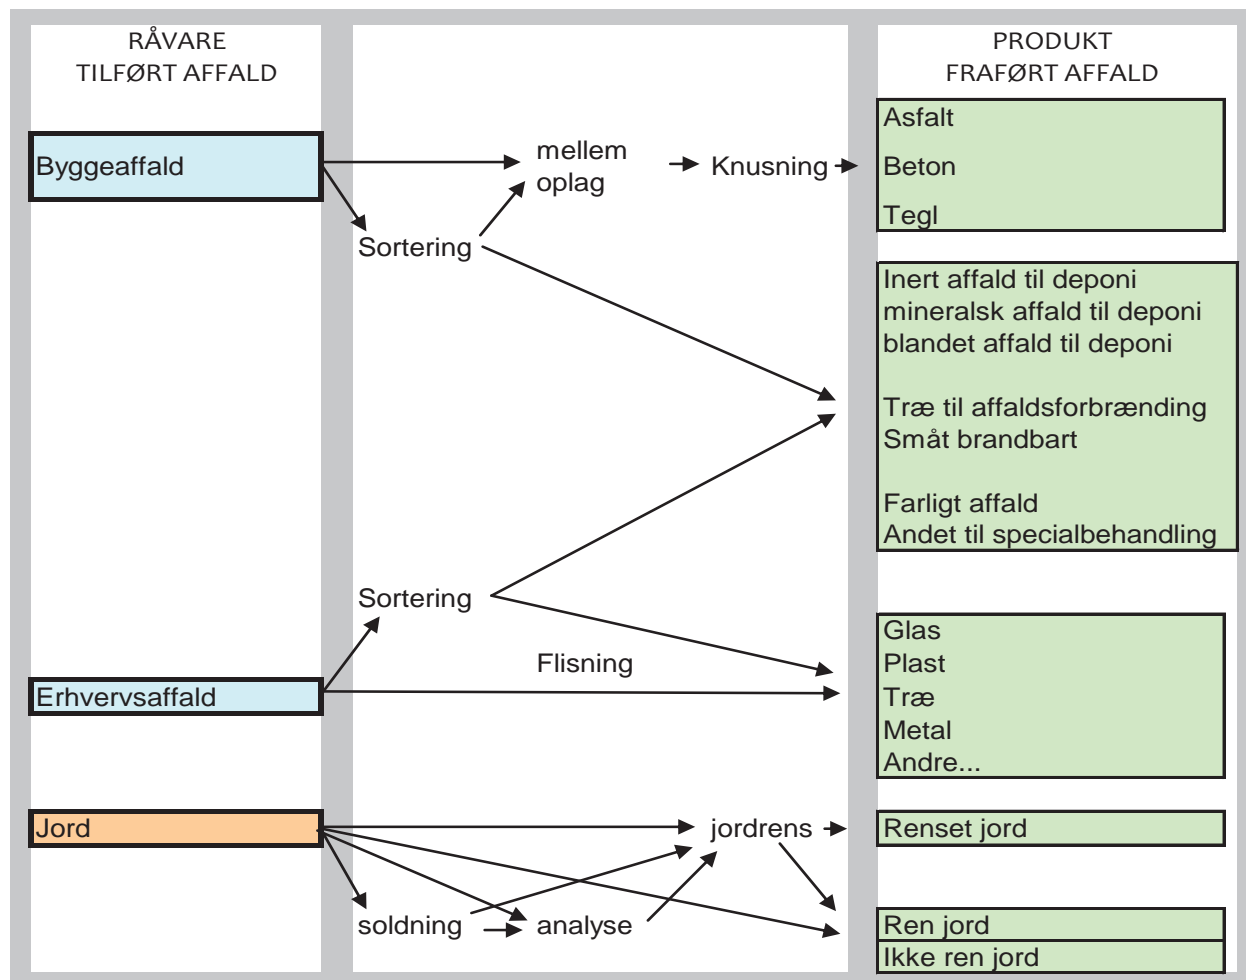 RÅVARE
TILFØRT AFFALD
PRODUKT
FRAFØRT AFFALD
Byggeaffald
mellem
oplag
Knusning
Asfalt
Beton
Tegl
Sortering
Inert affald til deponi
mineralsk affald til deponi
blandet affald til deponi
Træ til affaldsforbrænding
Småt brandbart
Farligt affald
Andet til specialbehandling
Sortering
Flisning
Erhvervsaffald
Glas
Plast
Træ
Metal
Andre...
Jord
jordrens
Renset jord
soldning
analyse
Ren jord
Ikke ren jord